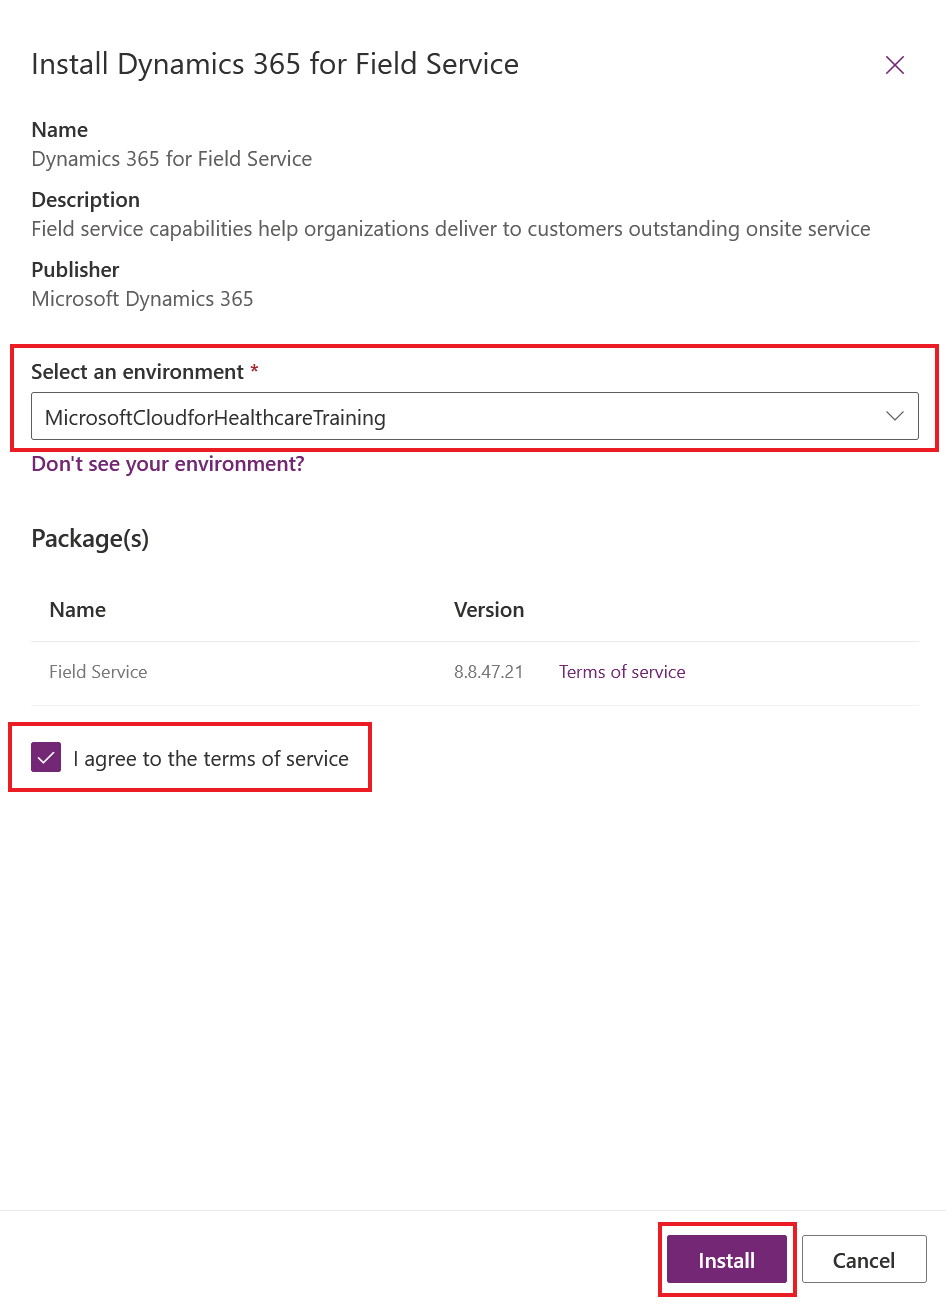 Install Dynamics 365 for Field Service
Name
Dynamics 365 for Field Service
Description
Field service capabilities help organizations deliver to customers outstanding onsite service
Publisher
Microsoft Dynamics 365
Select an environment *
MicrosoftCloudforHealthcareTraining
Don't see your environment?
Package(s)
Name Version
Field Service 8.8.47.21 Terms of service
I agree to the terms of service
Install Cancel